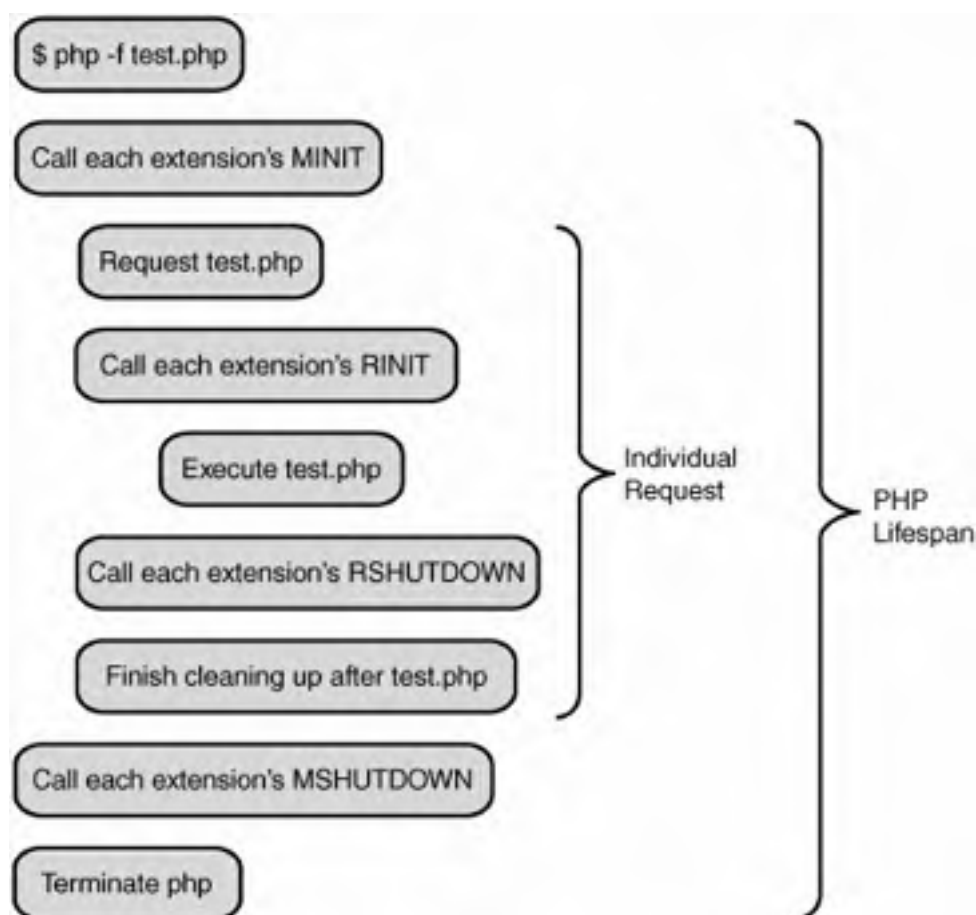 $ php -f test.php
Call each extension's MINIT
Request test.php
Call each extension's RINIT
Execute test.php
Individual
Request
PHP
Lifespan
Call each extension's RSHUTDOWN
Finish cleaning up after test.php
Call each extension's MSHUTDOWN
Terminate php